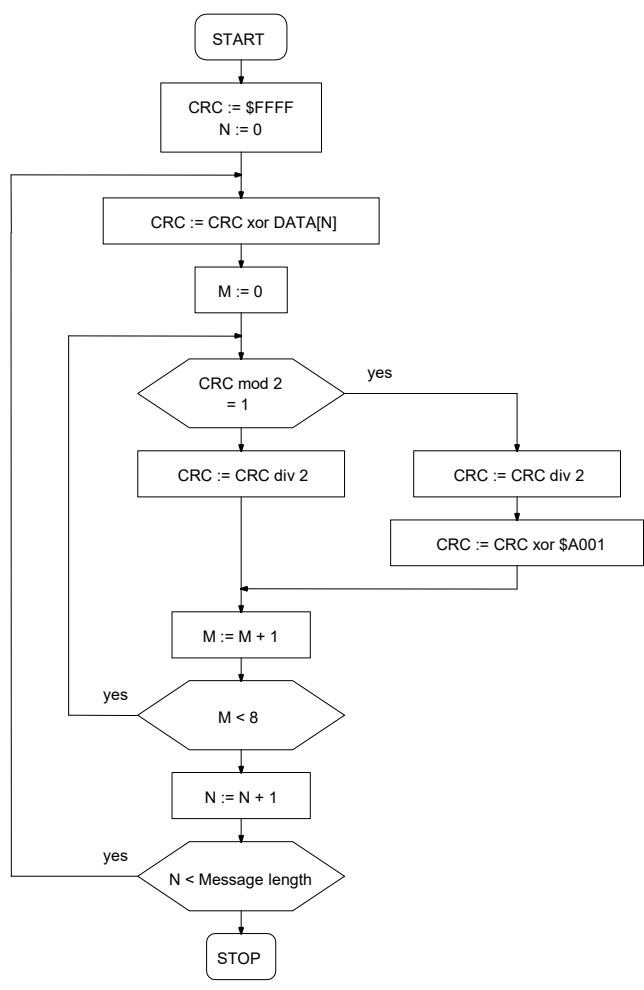 START
CRC := $FFFF
N := 0
CRC := CRC xor DATA[N]
M := 0
CRC mod 2
= 1
yes
CRC := CRC div 2
CRC := CRC div 2
CRC := CRC xor $A001
M := M + 1
yes
M < 8
N := N + 1
yes
N < Message length
STOP